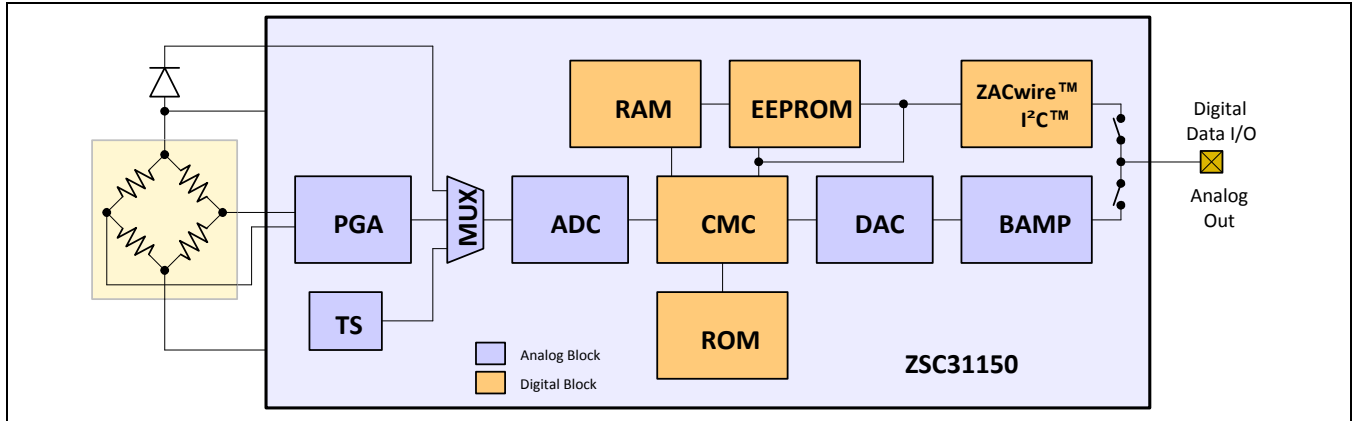 RAM
EEPROM
ZACwire™
I²C™
Digital
Data I/O
PGA
MUX
ADC
CMC
DAC
BAMP
Analog
Out
TS
ROM
Analog Block
Digital Block
ZSC31150